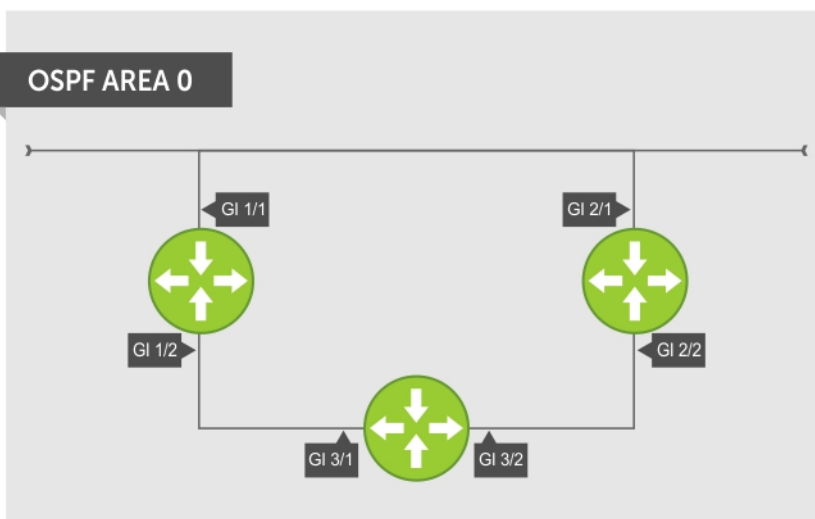 OSPF AREA 0
GI 1/1
GI 2/1
GI 1/2
GI 2/2
GI 3/1
GI 3/2